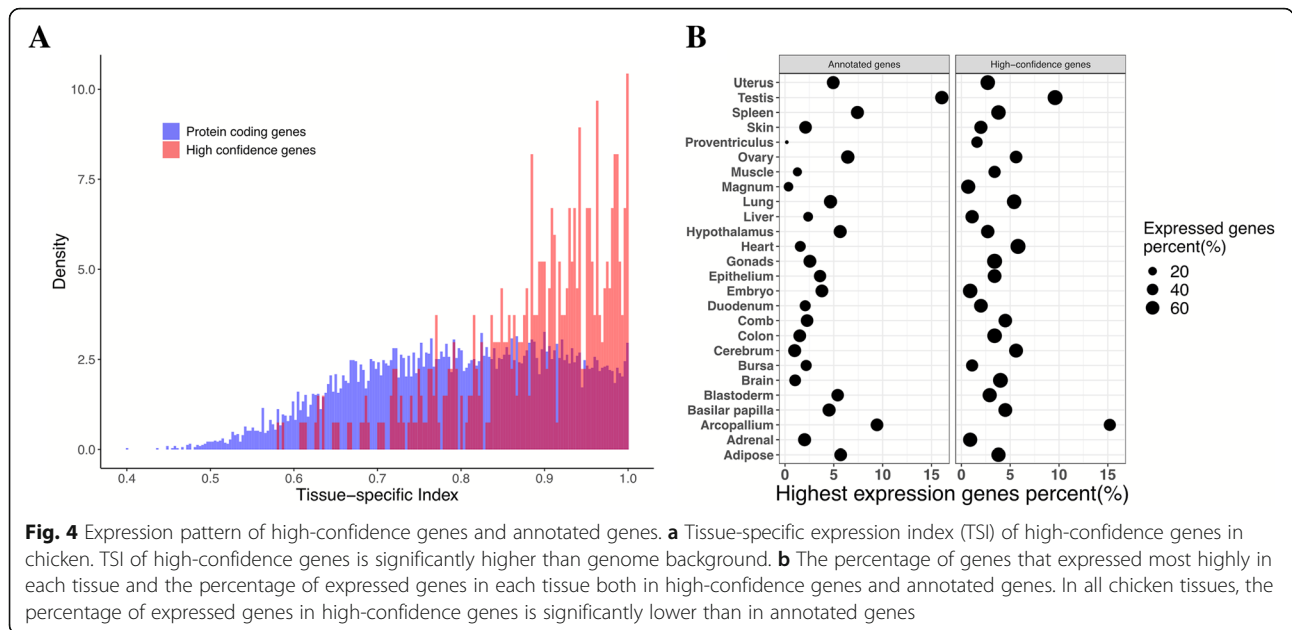 A
10.0
7.5
5.0
2.5
0.0
Density
Protein coding genes
High confidence genes
0.4 0.5 0.6 0.7 0.8 0.9 1.0
Tissue−specific Index
B
Annotated genes High−confidence genes
Uterus
Testis
Spleen
Skin
Proventriculus
Ovary
Muscle
Magnum
Lung
Liver
Hypothalamus
Heart
Gonads
Epithelium
Embryo
Duodenum
Comb
Colon
Cerebrum
Bursa
Brain
Blastoderm
Basilar papilla
Arcopallium
Adrenal
Adipose
0 5 10 15 0 5 10 15
Highest expression genes percent(%)
Expressed genes
percent(%)
20
40
60
Fig. 4 Expression pattern of high-confidence genes and annotated genes. a Tissue-specific expression index (TSI) of high-confidence genes in
chicken. TSI of high-confidence genes is significantly higher than genome background. b The percentage of genes that expressed most highly in
each tissue and the percentage of expressed genes in each tissue both in high-confidence genes and annotated genes. In all chicken tissues, the
percentage of expressed genes in high-confidence genes is significantly lower than in annotated genes